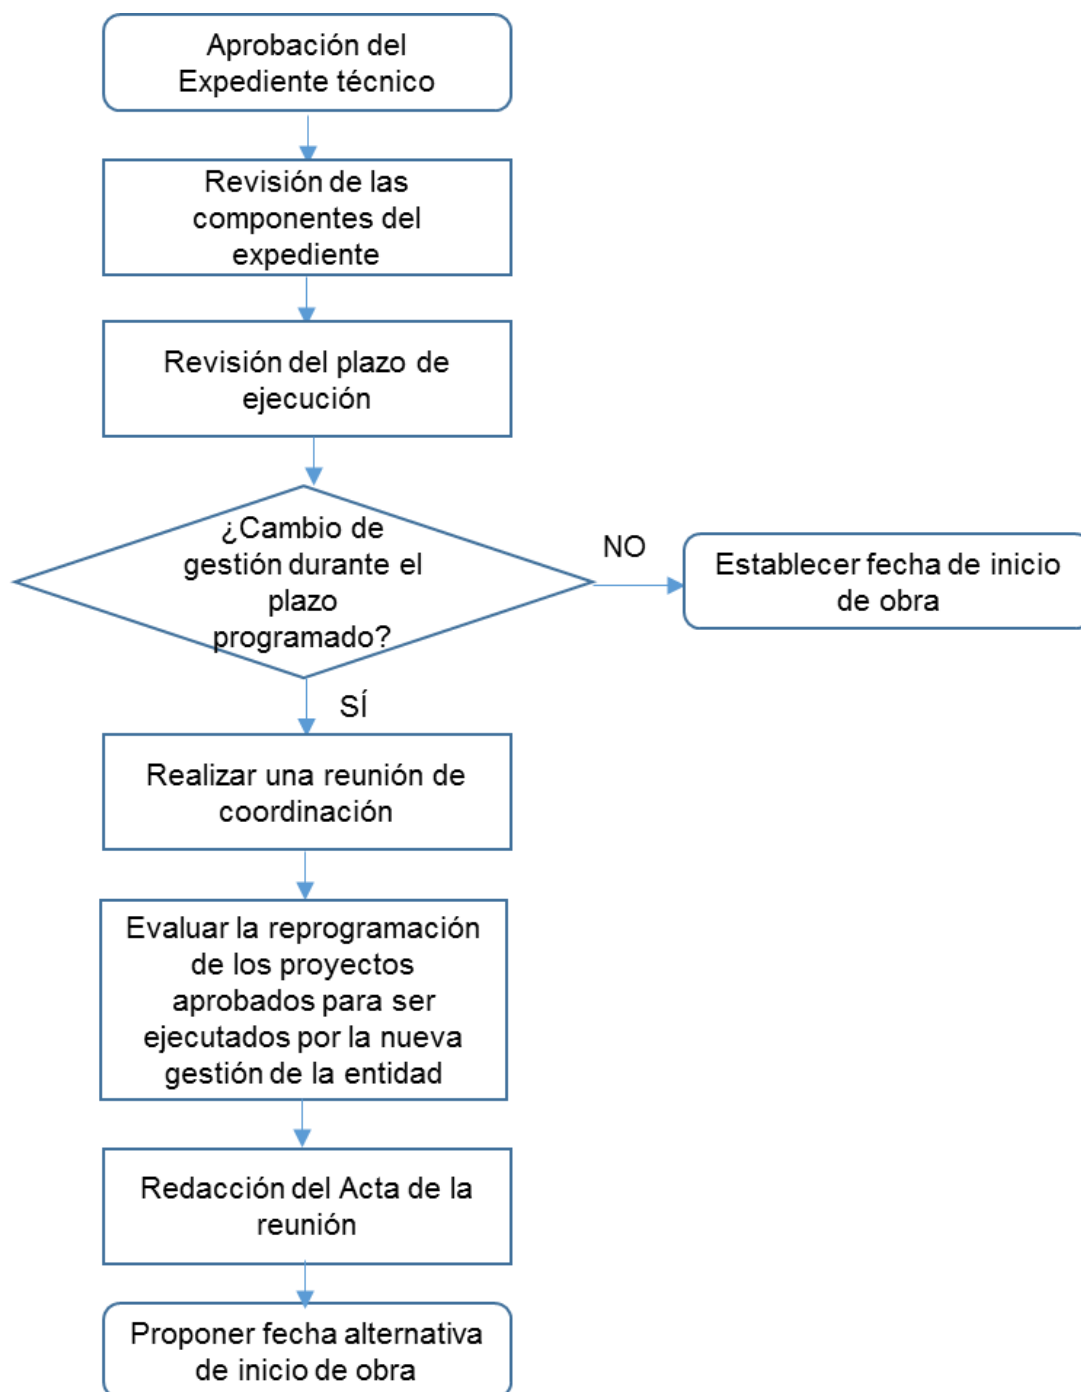 Aprobación del
Expediente técnico
Revisión de las
componentes del
expediente
Revisión del plazo de
ejecución
¿Cambio de
gestión durante el
plazo
programado?
NO
Establecer fecha de inicio
de obra
SÍ
Realizar una reunión de
coordinación
Evaluar la reprogramación
de los proyectos
aprobados para ser
ejecutados por la nueva
gestión de la entidad
Redacción del Acta de la
reunión
Proponer fecha alternativa
de inicio de obra